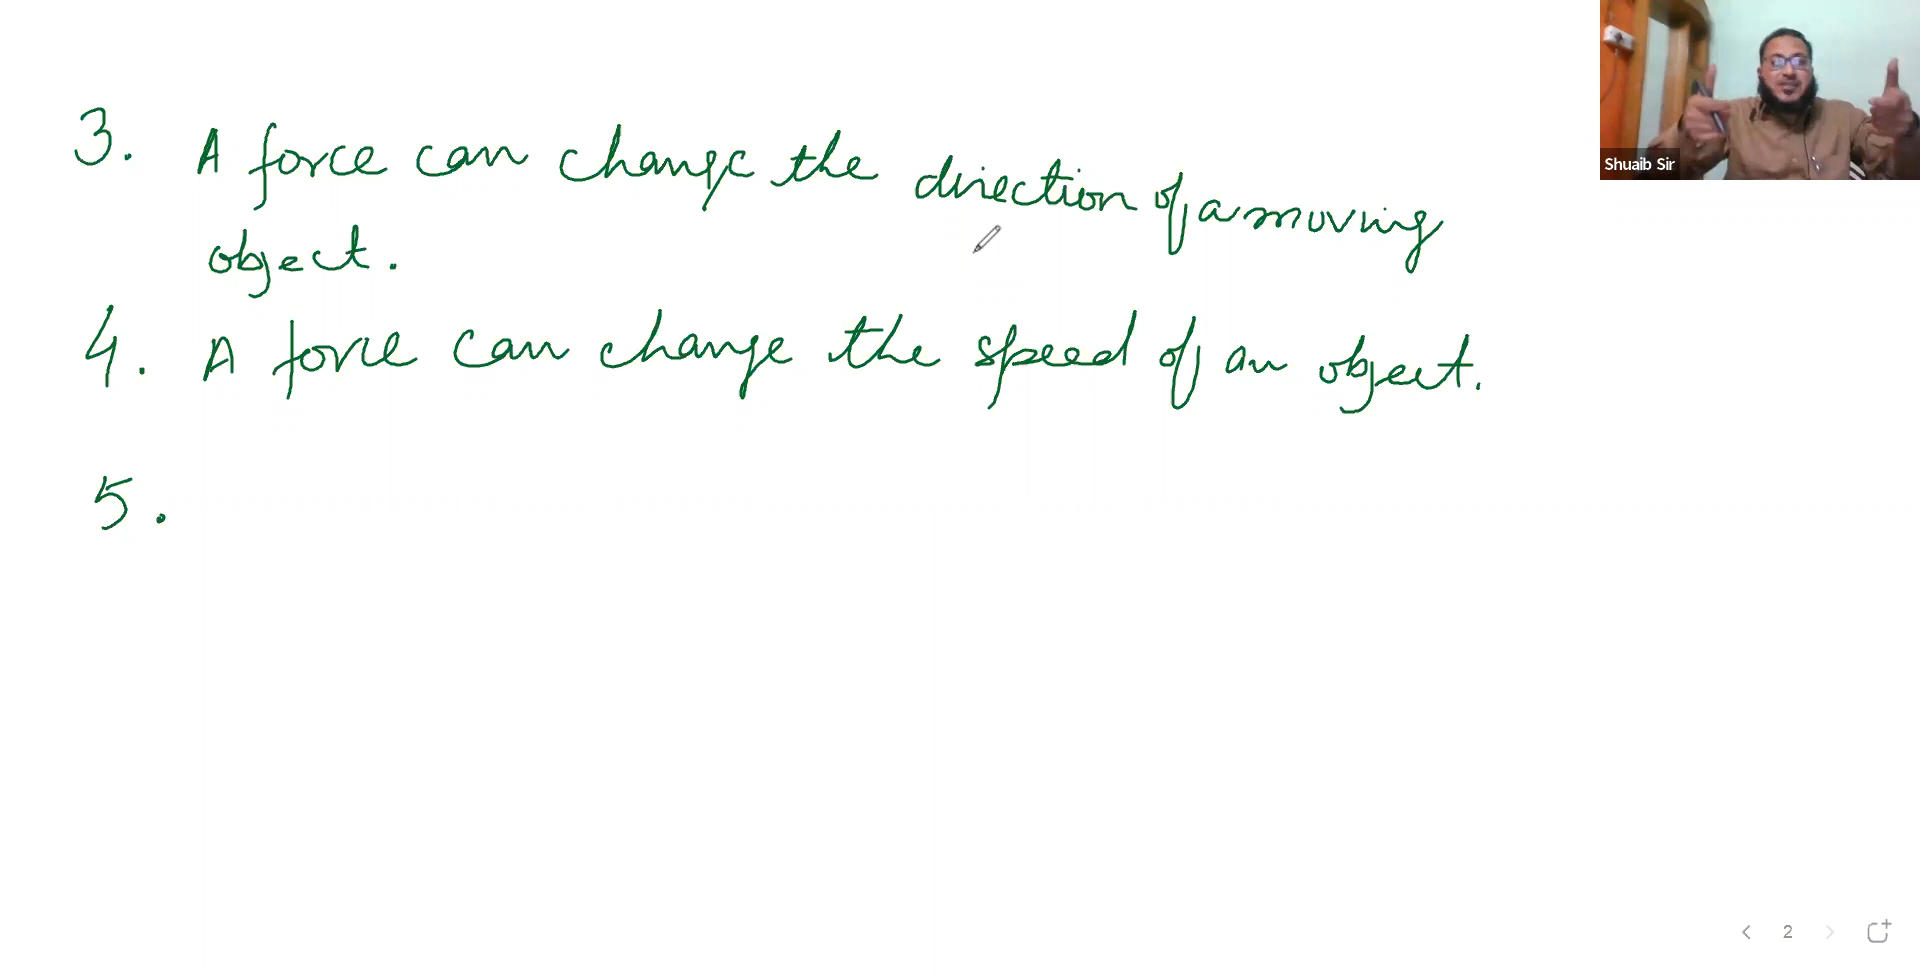 3. A force can change the direction of a moving
object.
4. A force can change the speed of an object.
5.
Shuaib Sir
2